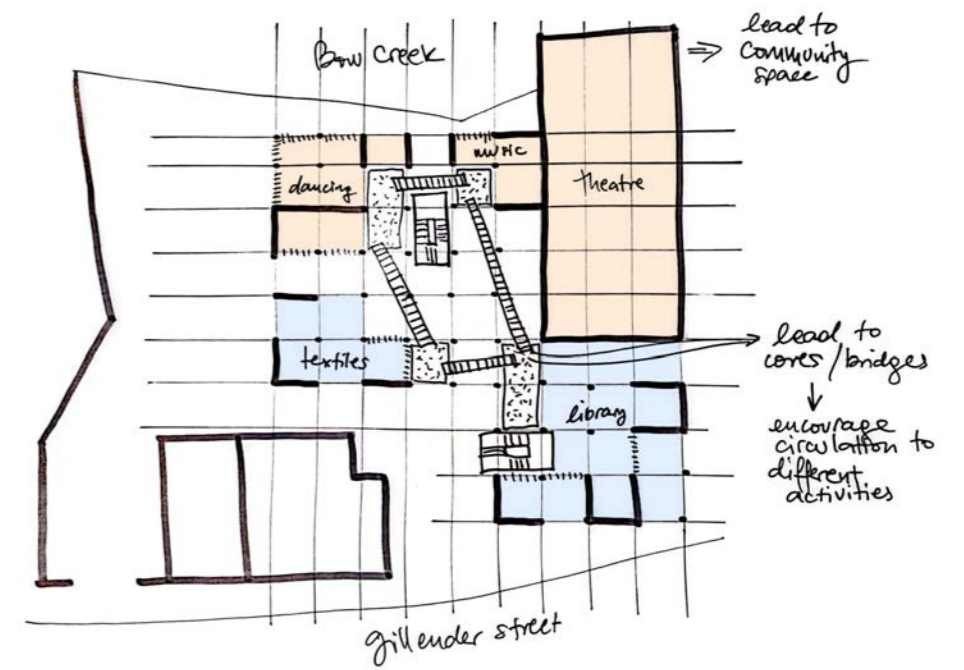 Bow Creek
lead to
community
space
music
dancing
theatre
textiles
library
lead to
cores/bridges
encourage
circulation to
different
activities
Gillender street